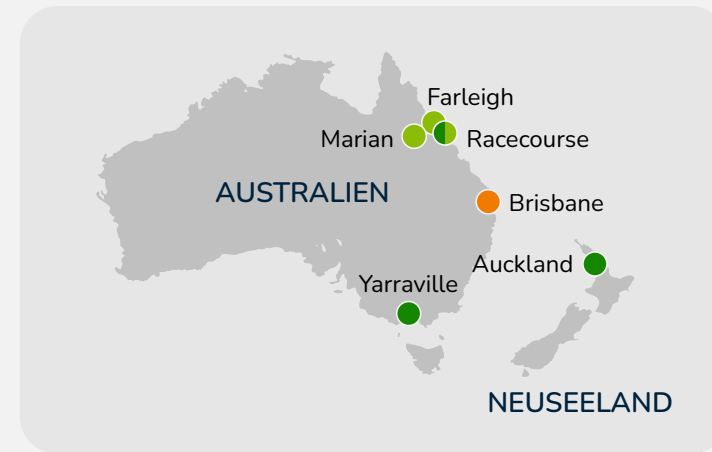 Farleigh
Marian
Racecourse
AUSTRALIEN
Brisbane
Auckland
Yarraville
NEUSEELAND